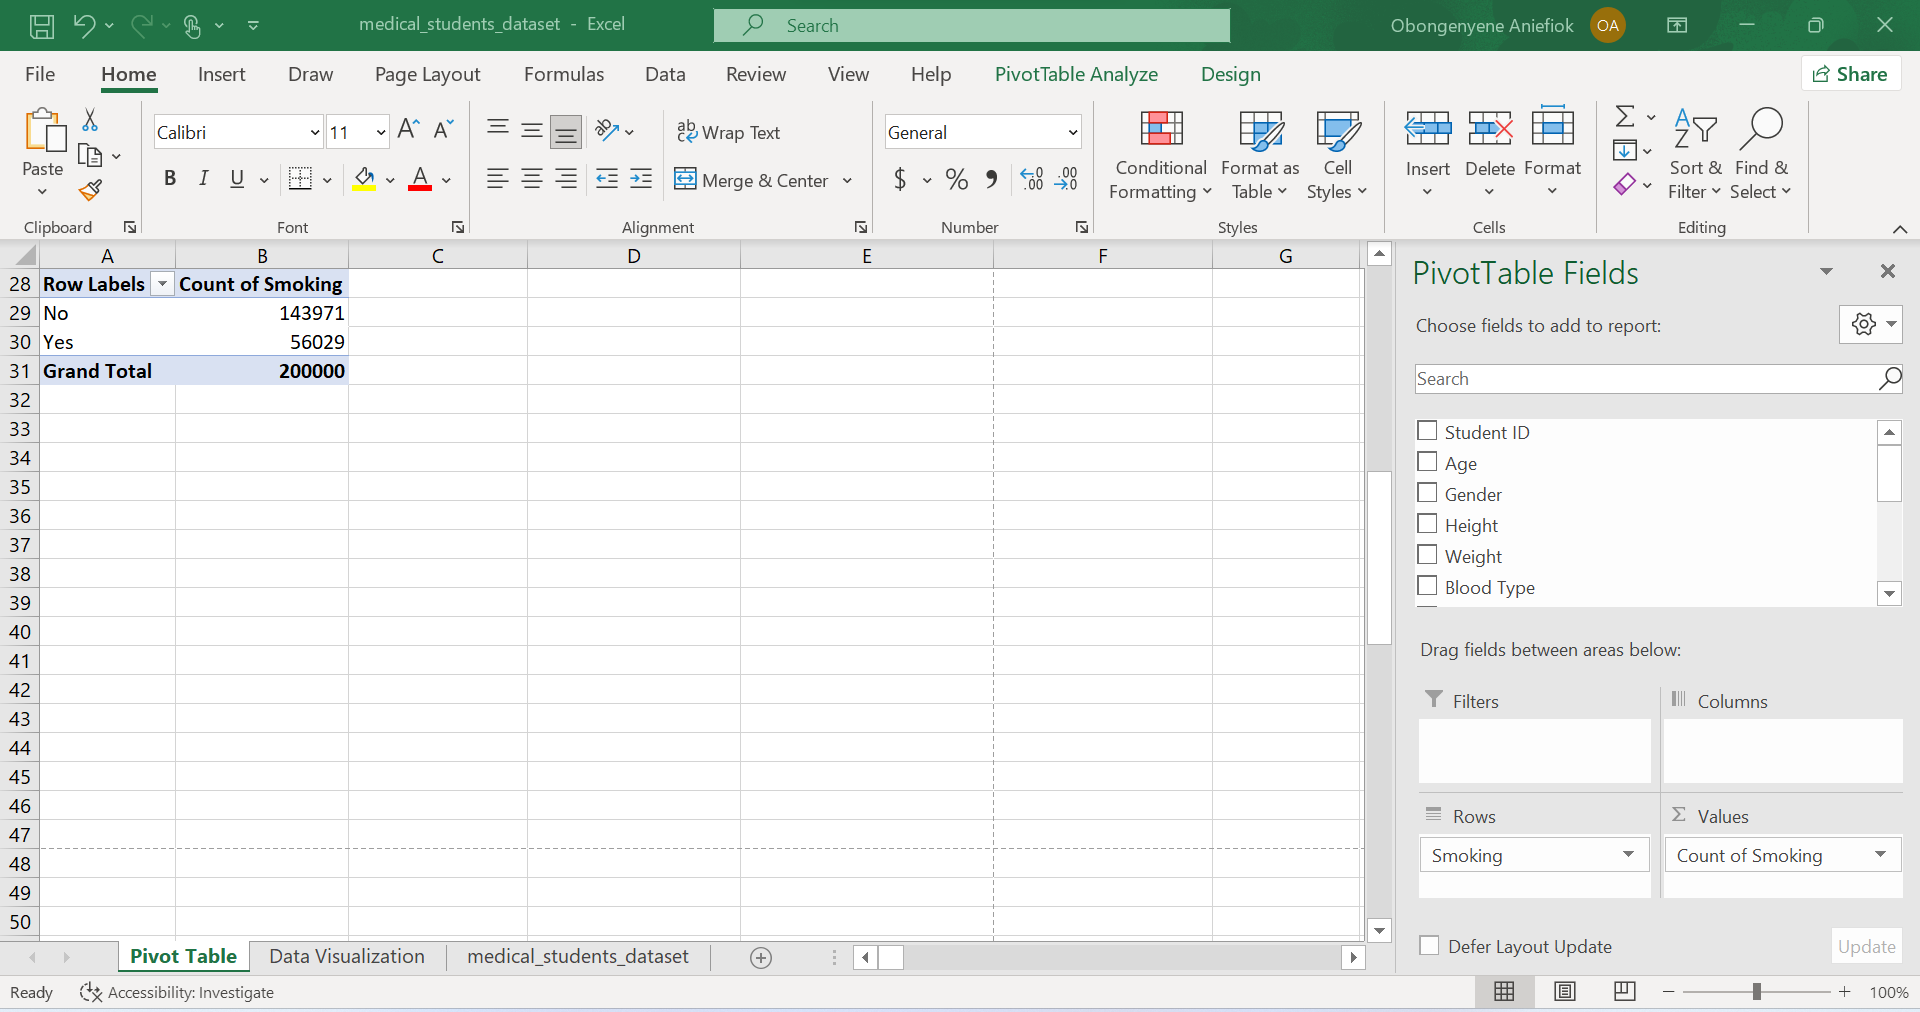 medical_students_dataset - Excel
Search
Obongenyene Aniefiok
OA
File Home Insert Draw Page Layout Formulas Data Review View Help PivotTable Analyze Design
Share
Paste
Clipboard
Calibri 11
B I U A
Font
ab Wrap Text
Merge & Center
Alignment
General
$ % 9 .00 .0
Number
Conditional Formatting
Format as Table
Cell Styles
Styles
Insert
Delete
Format
Cells
Sort & Filter
Find & Select
Editing
A B C D E F G
28 Row Labels Count of Smoking
29 No 143971
30 Yes 56029
31 Grand Total 200000
32
33
34
35
36
37
38
39
40
41
42
43
44
45
46
47
48
49
50
PivotTable Fields
Choose fields to add to report:
Search
Student ID
Age
Gender
Height
Weight
Blood Type
Drag fields between areas below:
Filters
Columns
Rows
Σ Values
Smoking
Count of Smoking
Defer Layout Update
Update
Pivot Table Data Visualization medical_students_dataset
Ready Accessibility: Investigate
100%